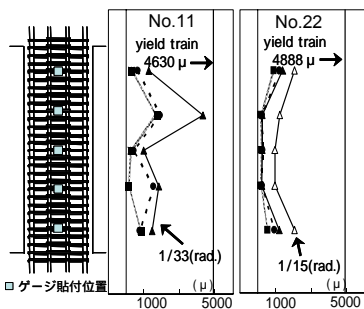 No.11
yield train
4630 μ
1/33(rad.)
(μ)
1000
5000
No.22
yield train
4888 μ
1/15(rad.)
(μ)
1000
5000
ゲージ貼付位置